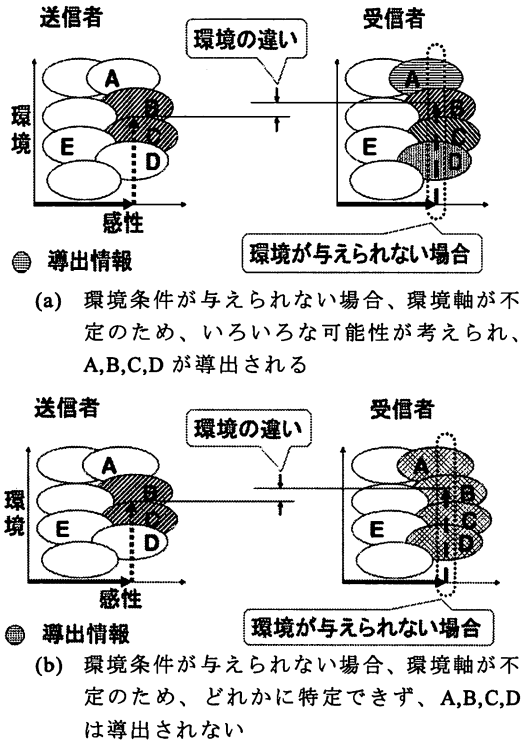 送信者
環境の違い
受信者
環境
A
B
C
D
E
感性
A
B
C
D
E
環境が与えられない場合
導出情報
(a) 環境条件が与えられない場合、環境軸が不
定のため、いろいろな可能性が考えられ、
A,B,C,D が導出される
送信者
環境の違い
受信者
環境
A
B
C
D
E
感性
A
B
C
D
E
環境が与えられない場合
導出情報
(b) 環境条件が与えられない場合、環境軸が不
定のため、どれかに特定できず、A,B,C,D
は導出されない